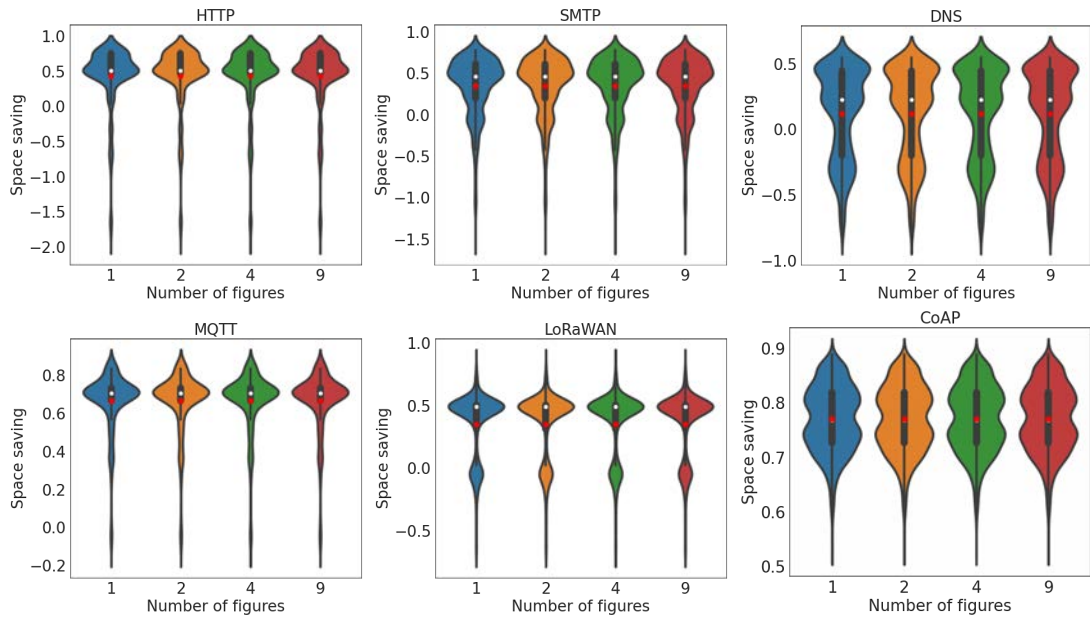 HTTP
Space saving
1.0
0.5
0.0
−0.5
−1.0
−1.5
−2.0
1 2 4 9
Number of figures
SMTP
Space saving
1.0
0.5
0.0
−0.5
−1.0
−1.5
1 2 4 9
Number of figures
DNS
Space saving
0.5
0.0
−0.5
−1.0
1 2 4 9
Number of figures
MQTT
Space saving
0.8
0.6
0.4
0.2
0.0
−0.2
1 2 4 9
Number of figures
LoRaWAN
Space saving
1.0
0.5
0.0
−0.5
1 2 4 9
Number of figures
CoAP
Space saving
0.9
0.8
0.7
0.6
0.5
1 2 4 9
Number of figures